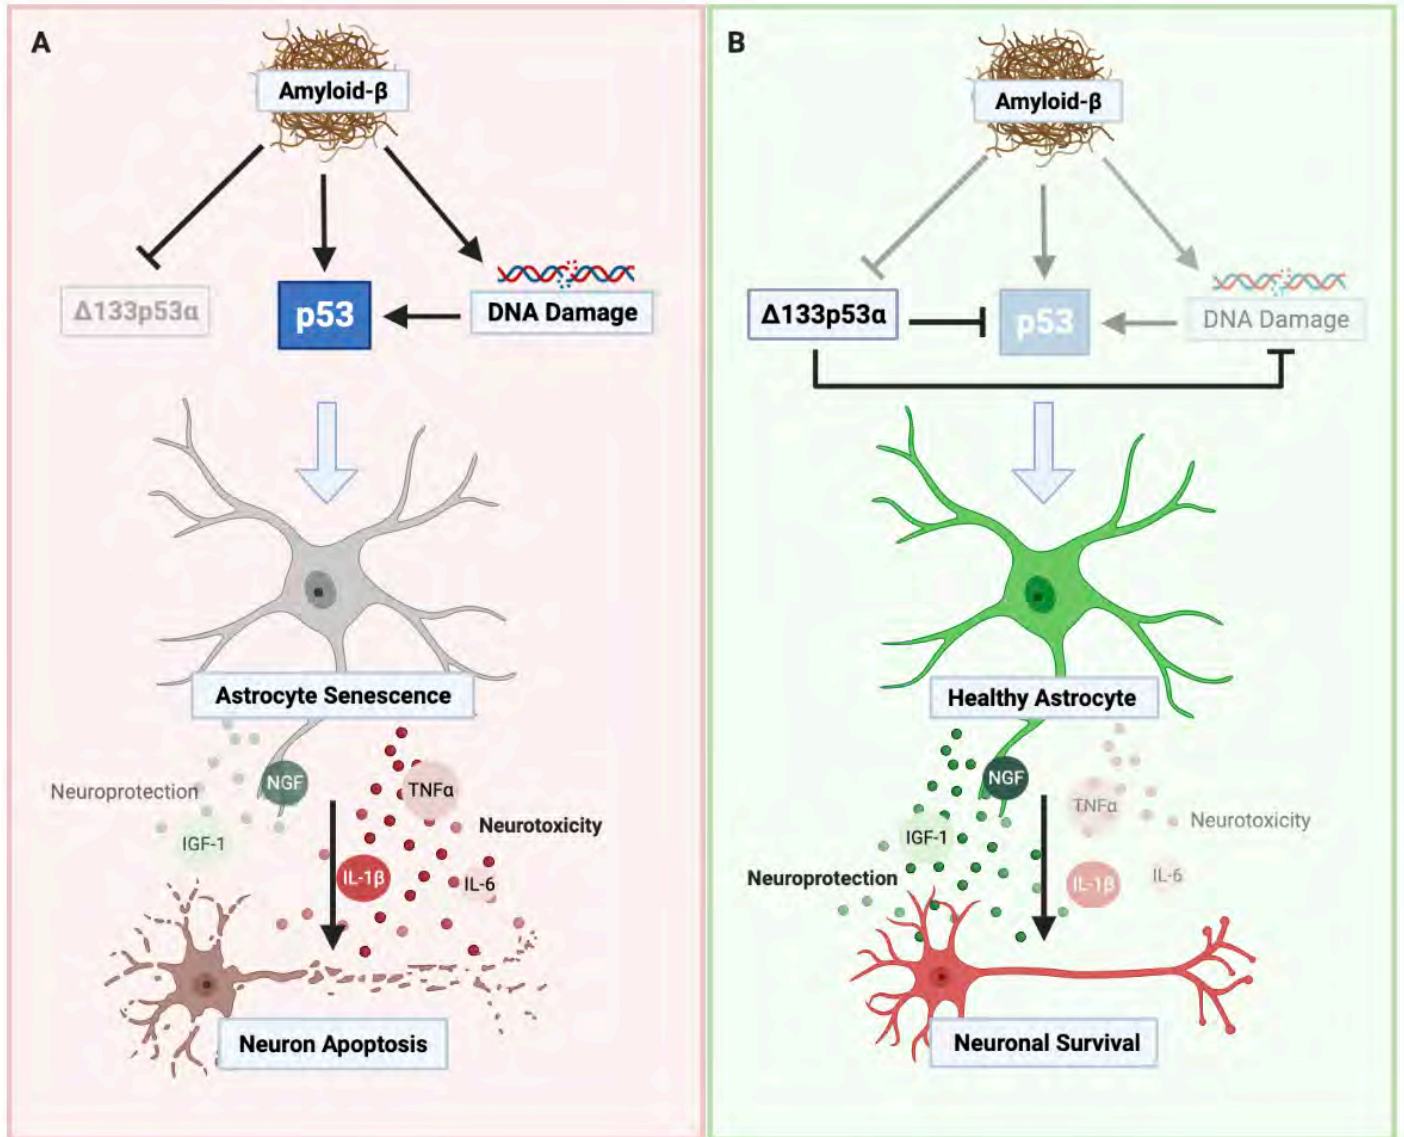 A
Amyloid-β
Δ133p53α
p53
DNA Damage
Astrocyte Senescence
Neuroprotection
NGF
TNFα
IGF-1
Neurotoxicity
IL-1β
IL-6
Neuron Apoptosis
B
Amyloid-β
Δ133p53α
p53
DNA Damage
Healthy Astrocyte
NGF
TNFα
IGF-1
Neurotoxicity
Neuroprotection
IL-1β
IL-6
Neuronal Survival